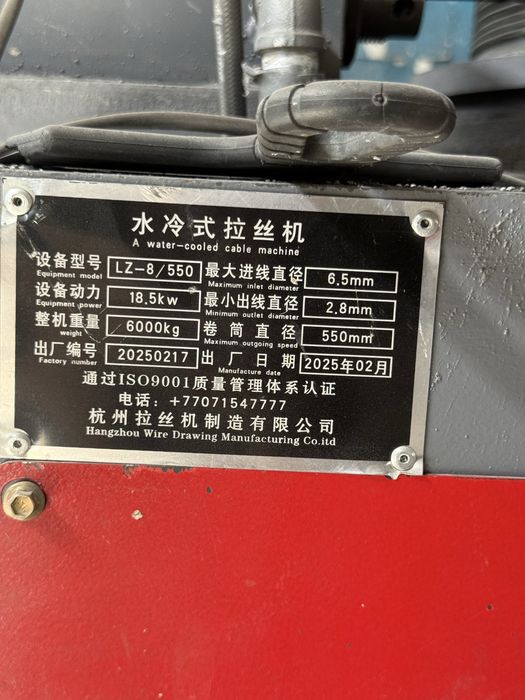 水冷式拉丝机
A water-cooled cable machine
设备型号 LZ-8/550 最大进线直径 6.5mm
Equipment model Maximum inlet diameter
设备动力 18.5kw 最小出线直径 2.8mm
Equipment power Minimum outlet diameter
整机重量 6000kg 卷筒直径 550mm
weight Maximum outgoing speed
出厂编号 20250217 出厂日期 2025年02月
Factory number Manufacture date
通过ISO9001质量管理体系认证
电话: +77071547777
杭州拉丝机制造有限公司
Hangzhou Wire Drawing Manufacturing Co.itd